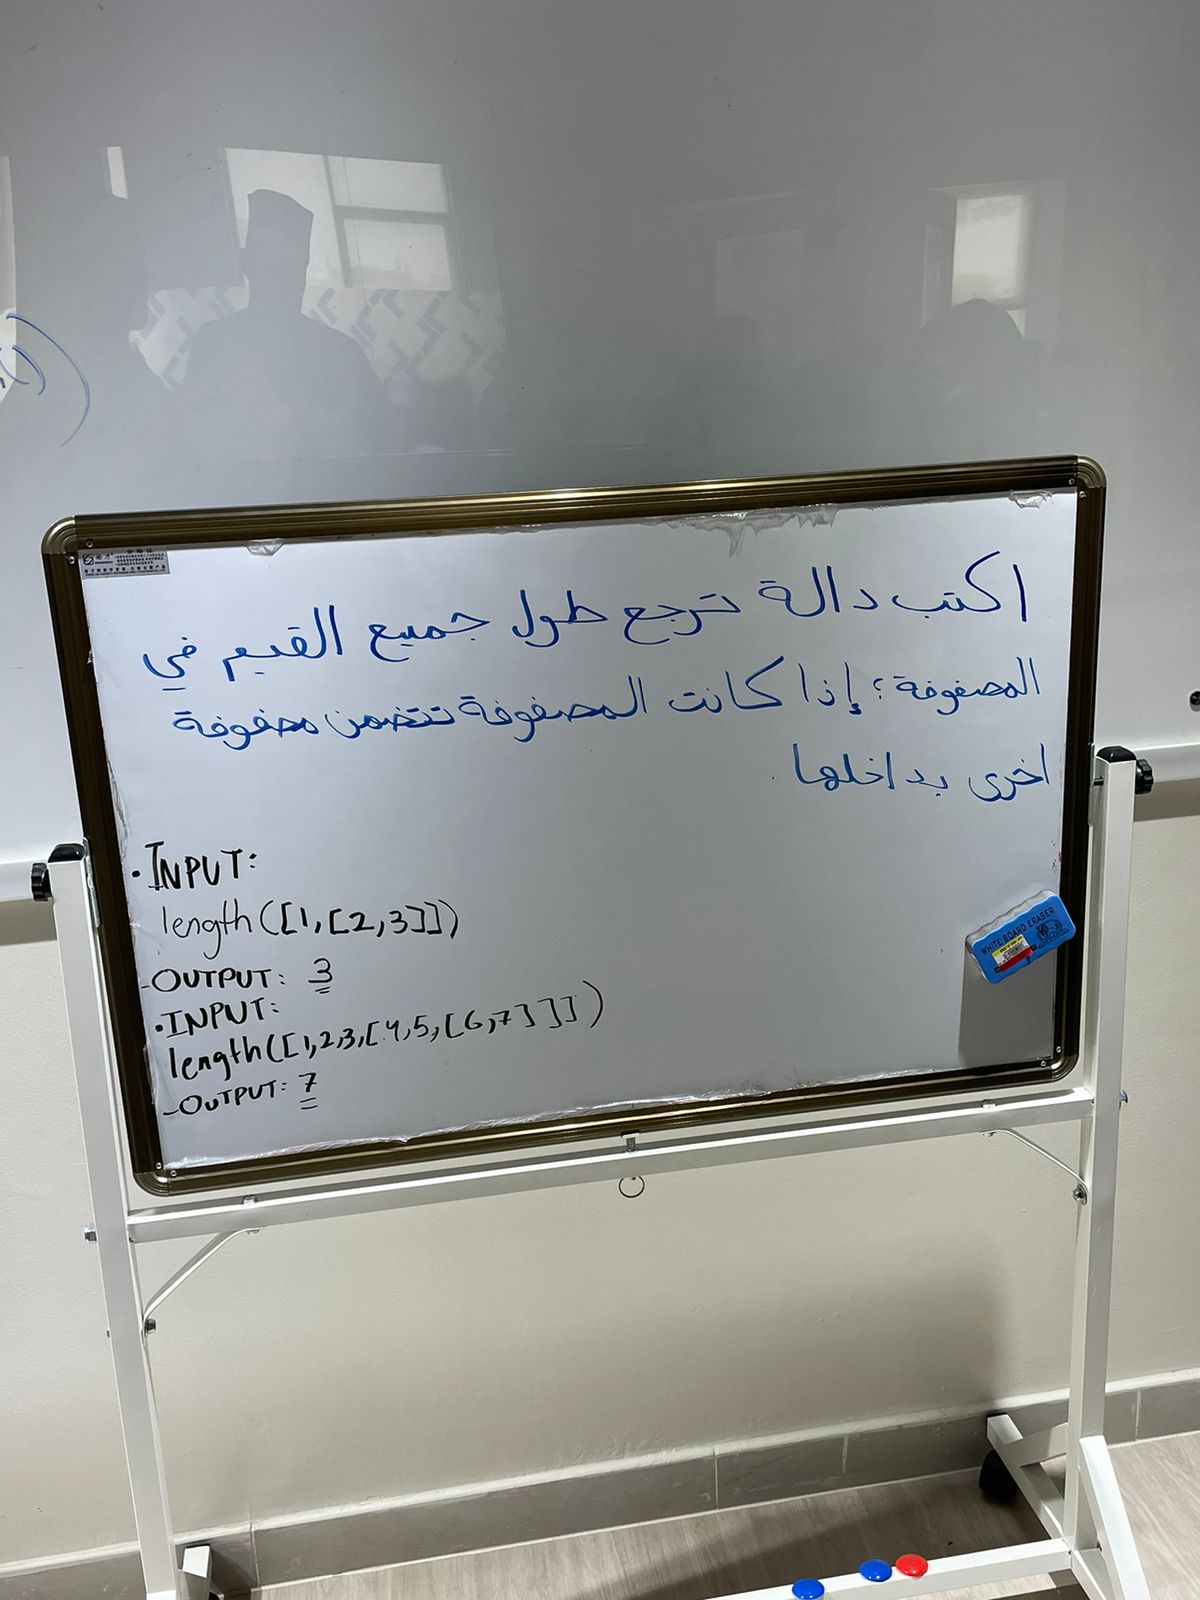 اكتب دالة ترجع طول جميع القيم في
المصفوفة؛ إذا كانت المصفوفة تتضمن مصفوفة
اخرى بداخلها
• INPUT:
length([1,[2,3]])
-OUTPUT: 3
• INPUT:
length([1,2,3,[4,5,[6,7]]])
-OUTPUT: 7
WHITE BOARD ERASER